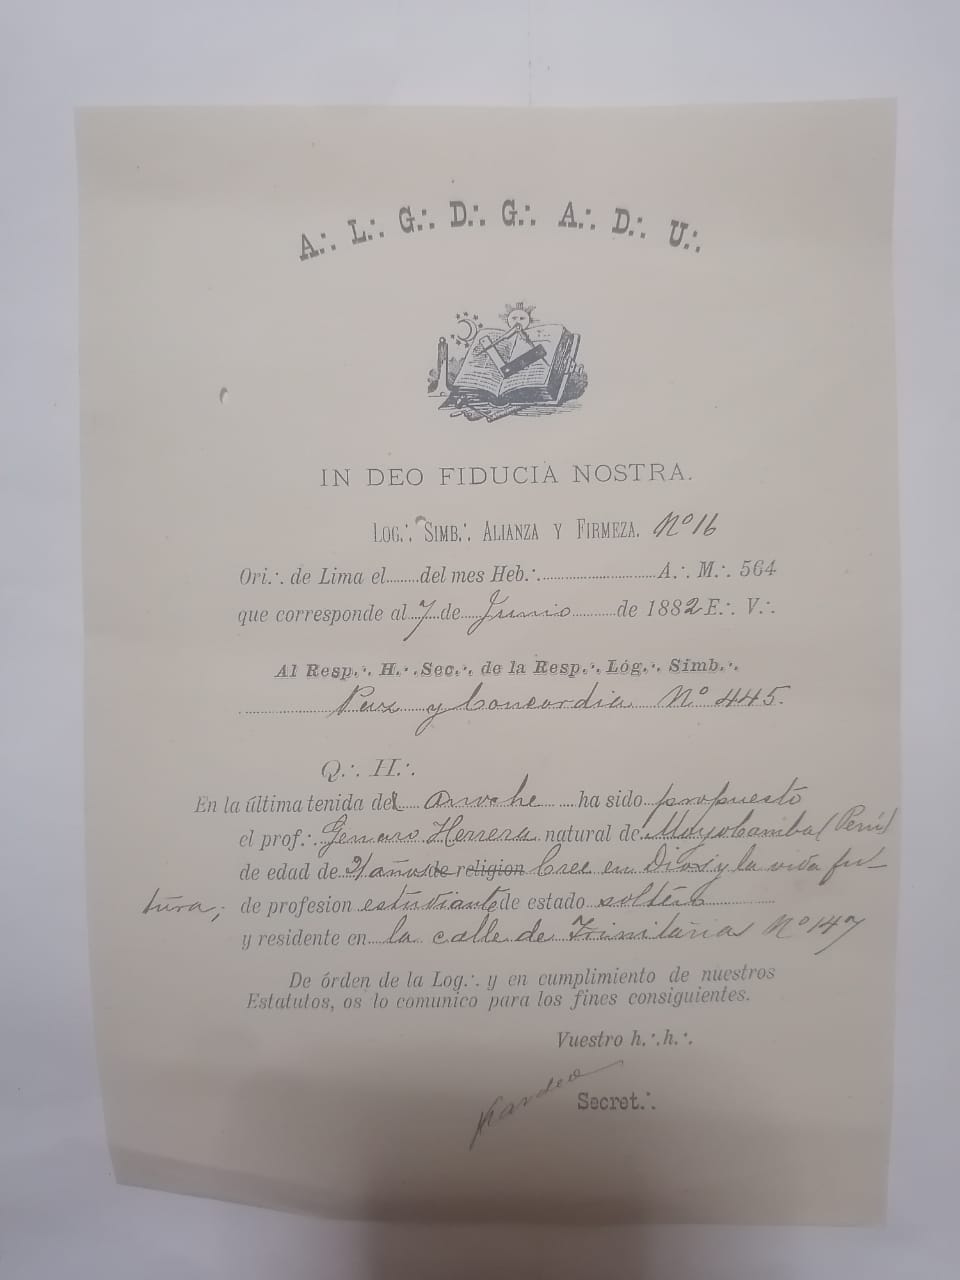 A∴ L∴ G∴ D∴ G∴ A∴ D∴ U∴
IN DEO FIDUCIA NOSTRA.
LOG∴ SIMB∴ ALIANZA Y FIRMEZA. Nº 16
Ori∴ de Lima el........del mes Heb∴........................A∴ M∴ 564
que corresponde al 7 de Junio de 1882 E∴ V∴
Al Resp∴ H∴ Sec∴ de la Resp∴ Lóg∴ Simb∴
Paz y Concordia Nº 445.
Q∴ H∴
En la última tenida del anoche ha sido propuesto
el prof∴ Genaro Herrera natural de Moyobamba (Perú)
de edad de 21 años de religion Cree en Dios y la vida fu-
tura; de profesion estudiante de estado soltero
y residente en la calle de Trinitarias Nº 147
De órden de la Log∴ y en cumplimiento de nuestros
Estatutos, os lo comunico para los fines consiguientes.
Vuestro h∴h∴
Secret∴